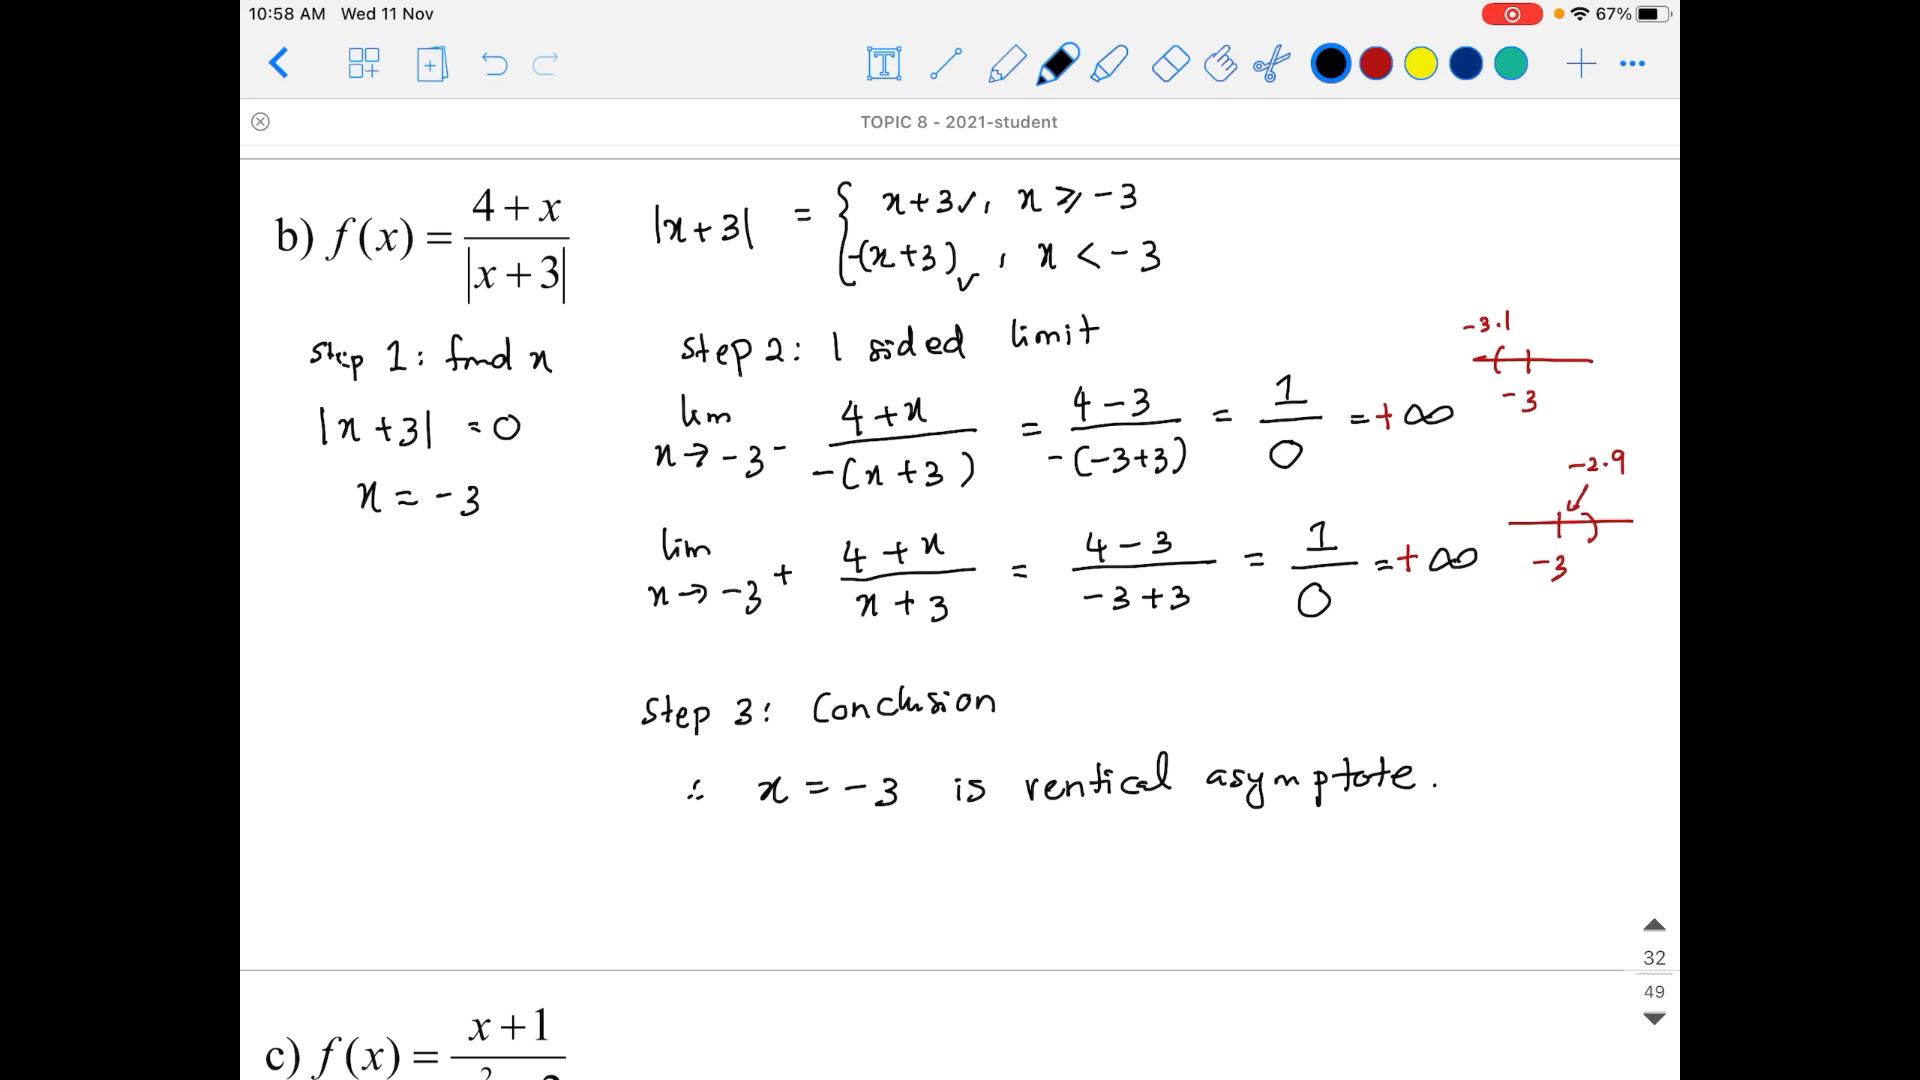 10:58 AM Wed 11 Nov 67%
T
TOPIC 8 - 2021-student
b) f(x) = (4+x)/|x+3|
|x+3| = { x+3 ✓, x ⩾ -3
-(x+3) ✓, x < -3
Step 1: find x
|x+3| = 0
x = -3
Step 2: 1 sided limit
lim x→-3⁻ (4+x)/(-(x+3)) = (4-3)/(-(-3+3)) = 1/0 = +∞
-3.1
-3
lim x→-3⁺ (4+x)/(x+3) = (4-3)/(-3+3) = 1/0 = +∞
-2.9
-3
Step 3: Conclusion
∴ x = -3 is vertical asymptote.
32
49
c) f(x) = x+1